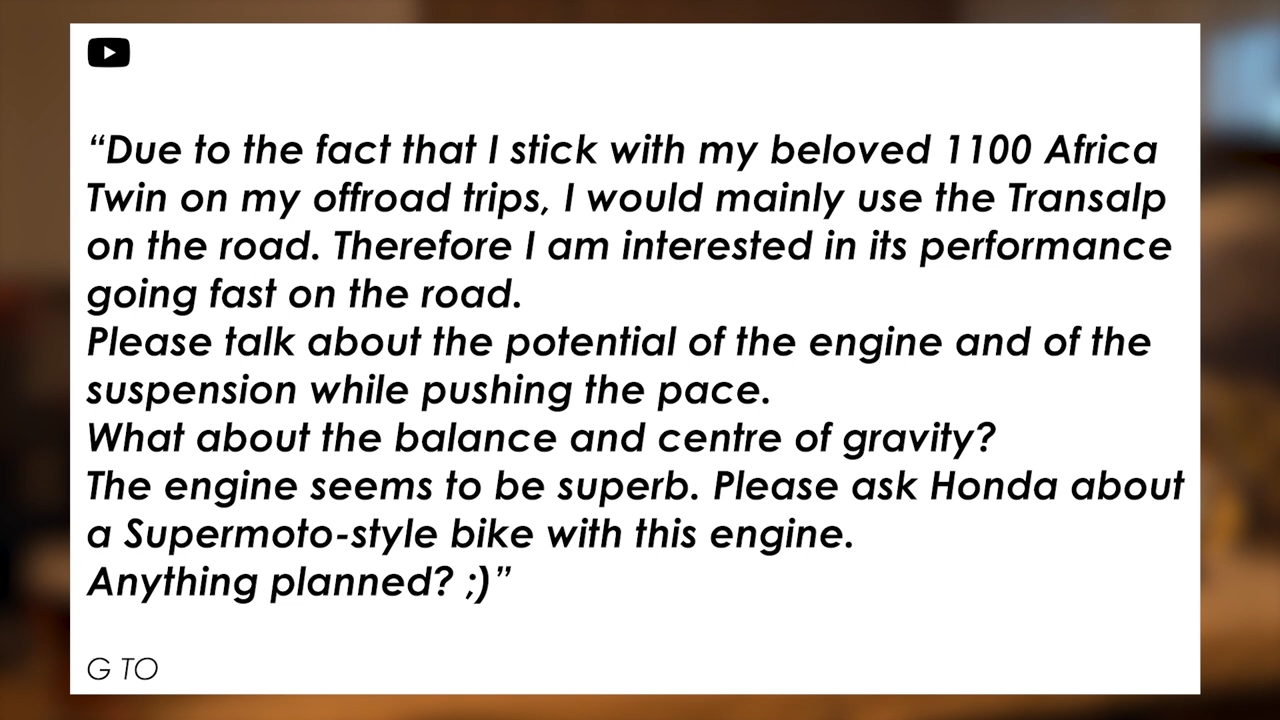 “Due to the fact that I stick with my beloved 1100 Africa
Twin on my offroad trips, I would mainly use the Transalp
on the road. Therefore I am interested in its performance
going fast on the road.
Please talk about the potential of the engine and of the
suspension while pushing the pace.
What about the balance and centre of gravity?
The engine seems to be superb. Please ask Honda about
a Supermoto-style bike with this engine.
Anything planned? ;)”
G TO